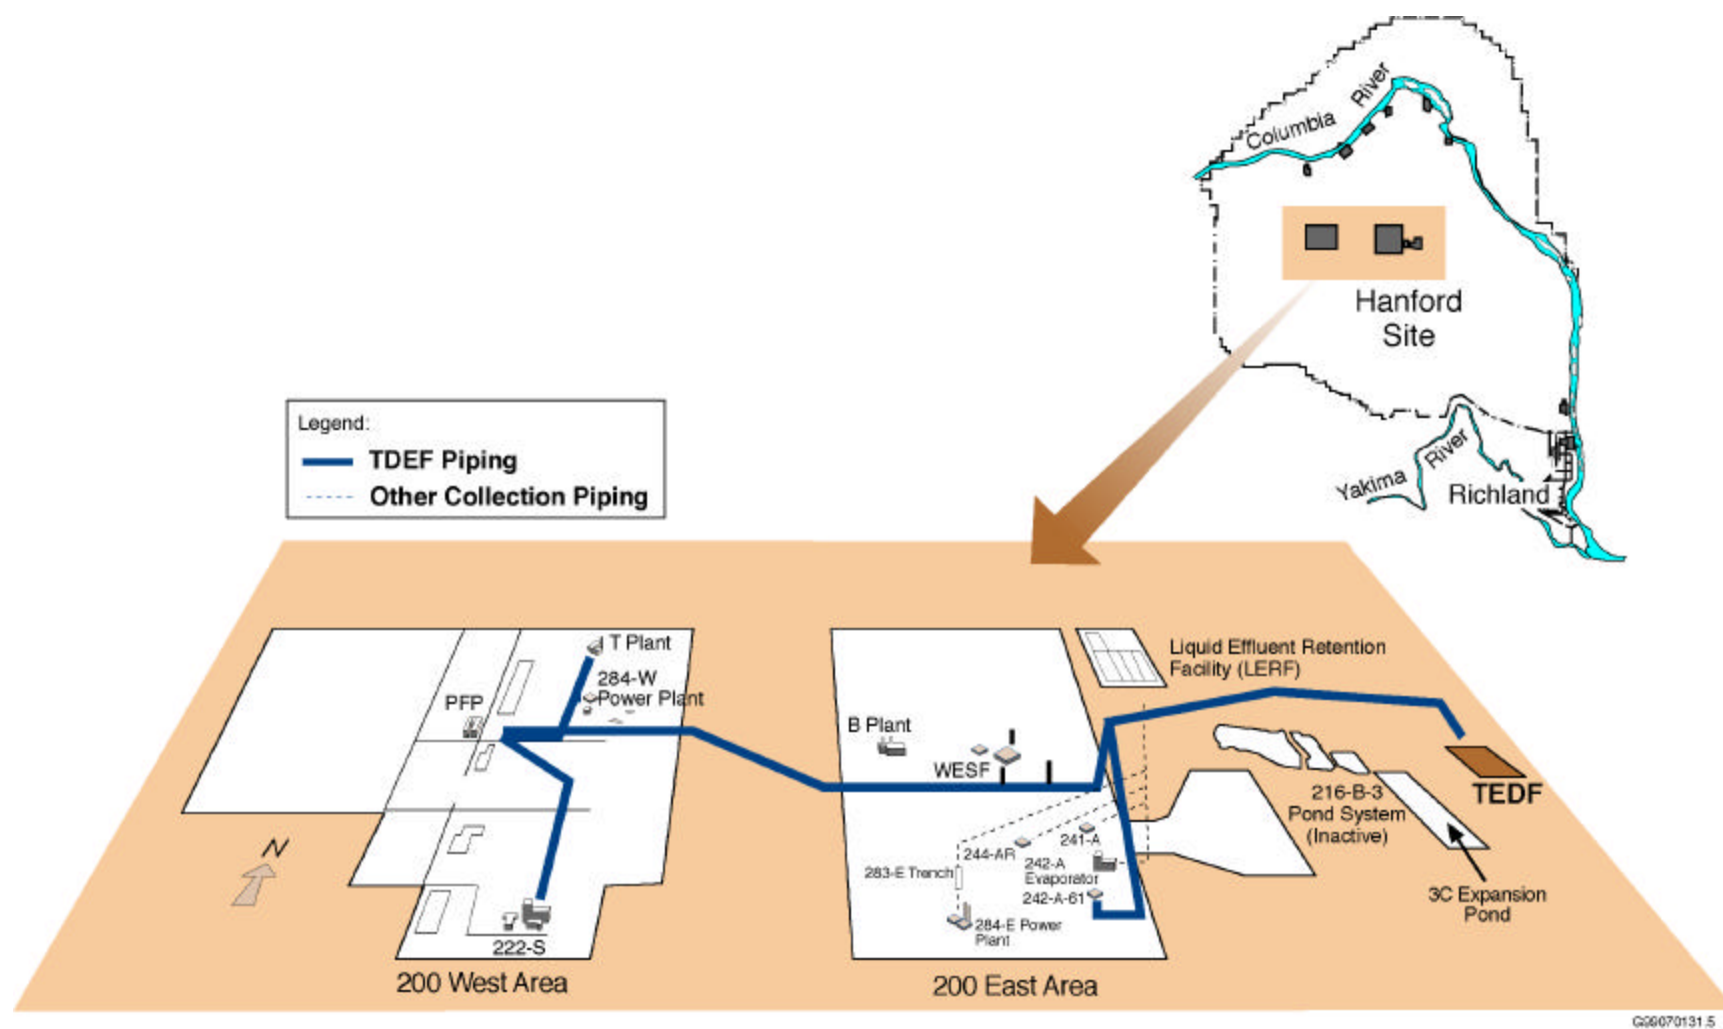 Columbia River
Hanford
Site
Yakima River
Richland
Legend:
TDEF Piping
Other Collection Piping
T Plant
284-W
Power Plant
PFP
222-S
200 West Area
N
B Plant
WESF
Liquid Effluent Retention
Facility (LERF)
241-A
244-AR
242-A
Evaporator
283-E Trench
242-A-61
284-E Power
Plant
200 East Area
216-B-3
Pond System
(Inactive)
TEDF
3C Expansion
Pond
G99070131.5